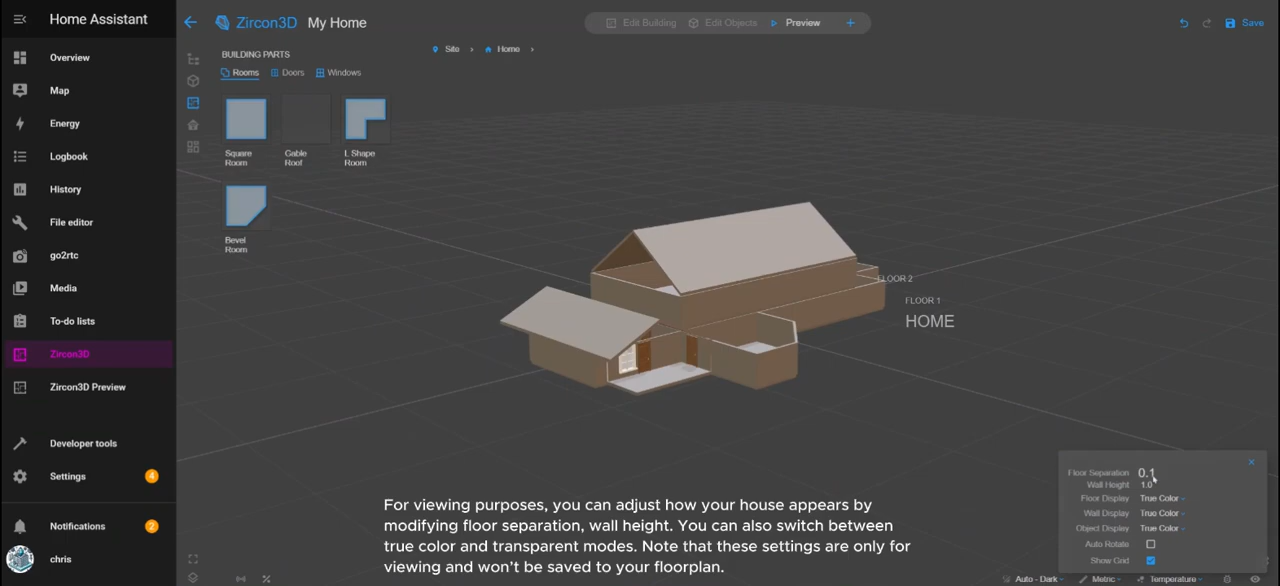 Home Assistant
Zircon3D My Home
Edit Building Edit Objects Preview
Save
Overview
Map
Energy
Logbook
History
File editor
go2rtc
Media
To-do lists
Zircon3D
Zircon3D Preview
Developer tools
Settings 4
Notifications 2
chris
BUILDING PARTS
Rooms Doors Windows
Square
Room
Gable
Roof
L Shape
Room
Bevel
Room
Site › Home ›
FLOOR 2
FLOOR 1
HOME
Floor Separation 0.1
Wall Height 1.0
Floor Display True Color
Wall Display True Color
Object Display True Color
Auto Rotate
Show Grid
For viewing purposes, you can adjust how your house appears by
modifying floor separation, wall height. You can also switch between
true color and transparent modes. Note that these settings are only for
viewing and won't be saved to your floorplan.
Auto - Dark Metric Temperature